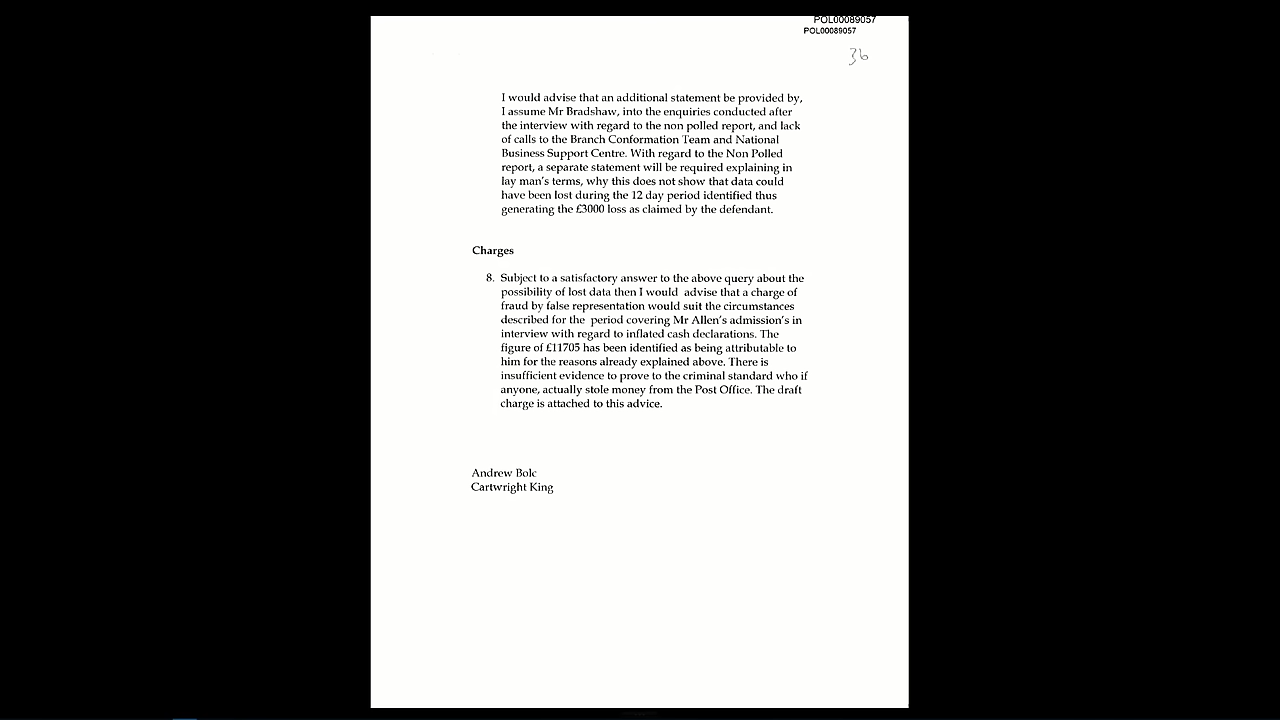 POL00089057
POL00089057
36
I would advise that an additional statement be provided by,
I assume Mr Bradshaw, into the enquiries conducted after
the interview with regard to the non polled report, and lack
of calls to the Branch Conformation Team and National
Business Support Centre. With regard to the Non Polled
report, a separate statement will be required explaining in
lay man's terms, why this does not show that data could
have been lost during the 12 day period identified thus
generating the £3000 loss as claimed by the defendant.
Charges
8. Subject to a satisfactory answer to the above query about the
possibility of lost data then I would advise that a charge of
fraud by false representation would suit the circumstances
described for the period covering Mr Allen's admission's in
interview with regard to inflated cash declarations. The
figure of £11705 has been identified as being attributable to
him for the reasons already explained above. There is
insufficient evidence to prove to the criminal standard who if
anyone, actually stole money from the Post Office. The draft
charge is attached to this advice.
Andrew Bolc
Cartwright King